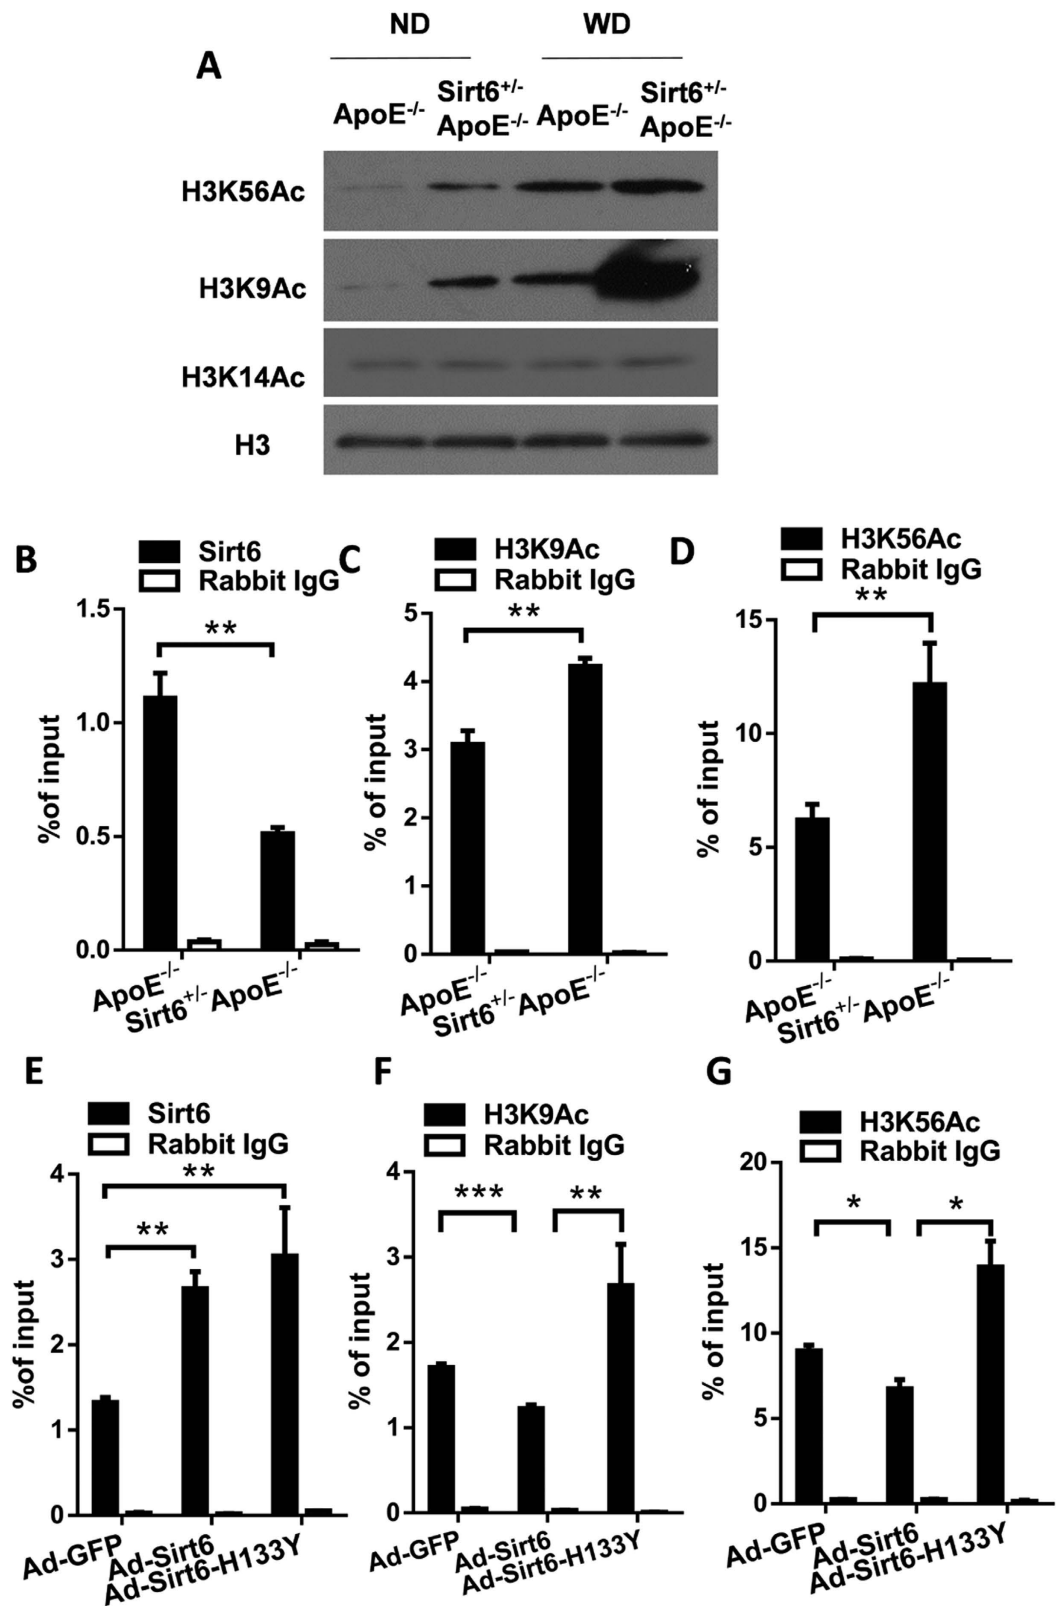 ND WD
A
ApoE-/- Sirt6+/- ApoE-/- ApoE-/- Sirt6+/- ApoE-/-
H3K56Ac
H3K9Ac
H3K14Ac
H3
B
Sirt6
Rabbit IgG
**
%of input
1.5
1.0
0.5
0.0
ApoE-/-
Sirt6+/- ApoE-/-
C
H3K9Ac
Rabbit IgG
**
% of input
5
4
3
2
1
0
ApoE-/-
Sirt6+/- ApoE-/-
D
H3K56Ac
Rabbit IgG
**
% of input
15
10
5
0
ApoE-/-
Sirt6+/- ApoE-/-
E
Sirt6
Rabbit IgG
**
**
%of input
4
3
2
1
0
Ad-GFP
Ad-Sirt6
Ad-Sirt6-H133Y
F
H3K9Ac
Rabbit IgG
*** **
% of input
4
3
2
1
0
Ad-GFP
Ad-Sirt6
Ad-Sirt6-H133Y
G
H3K56Ac
Rabbit IgG
* *
% of input
20
15
10
5
0
Ad-GFP
Ad-Sirt6
Ad-Sirt6-H133Y